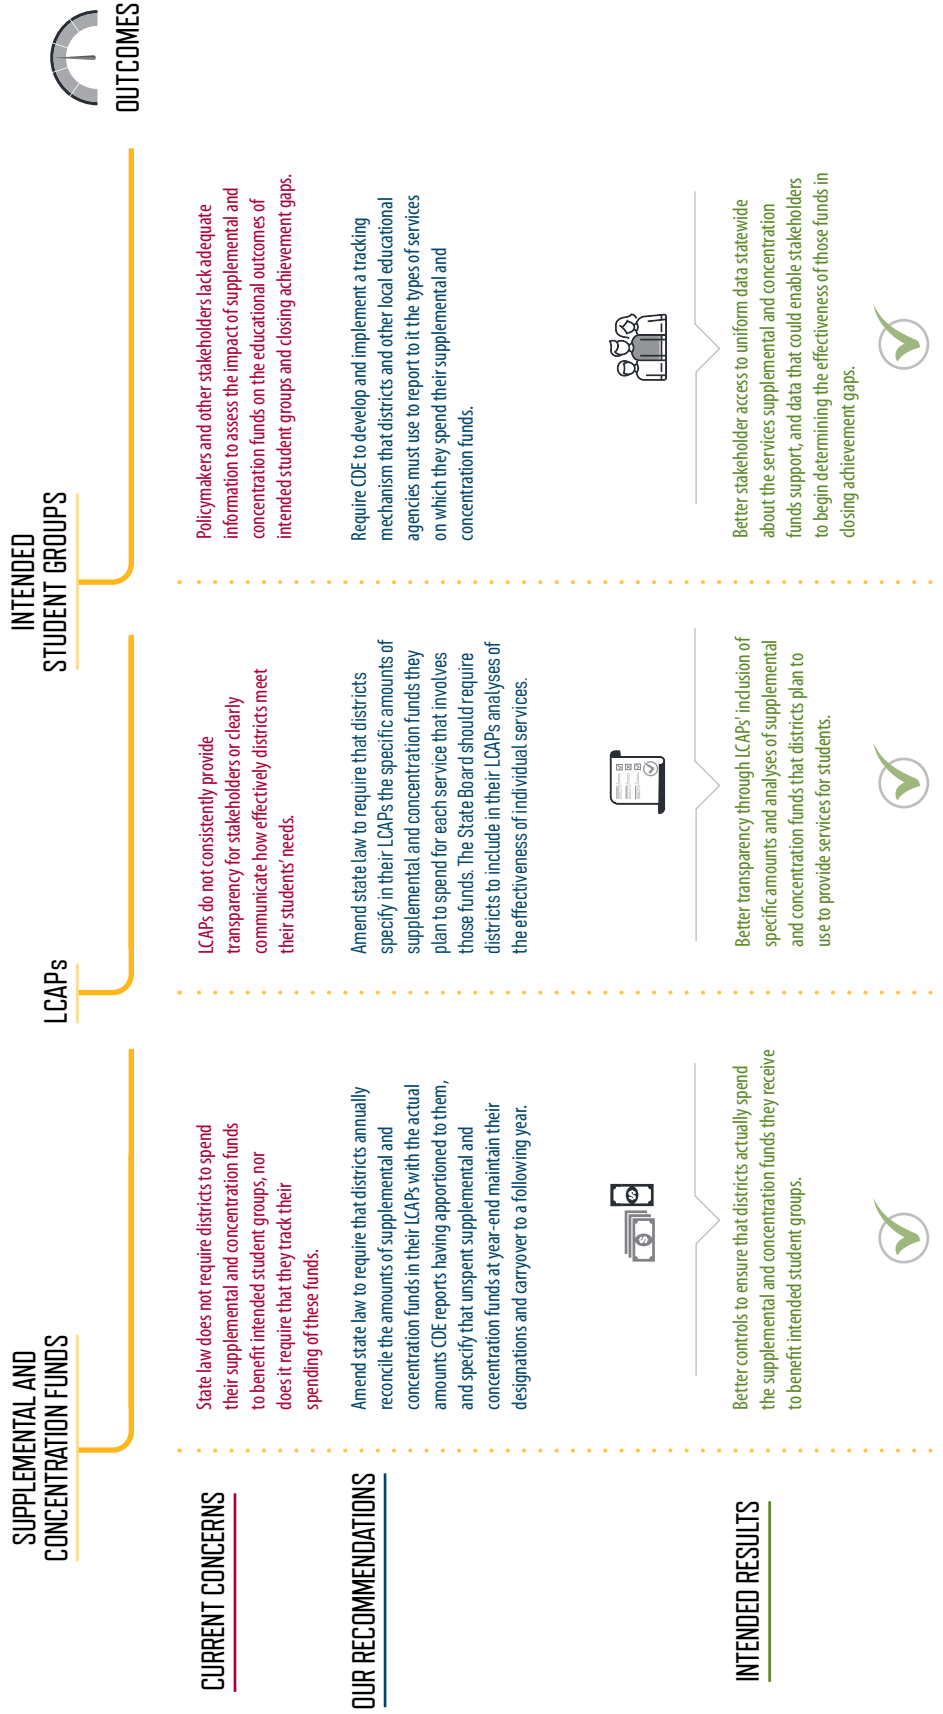 SUPPLEMENTAL AND
CONCENTRATION FUNDS
LCAPs
INTENDED
STUDENT GROUPS
OUTCOMES
CURRENT CONCERNS
State law does not require districts to spend
their supplemental and concentration funds
to benefit intended student groups, nor
does it require that they track their
spending of these funds.
LCAPs do not consistently provide
transparency for stakeholders or clearly
communicate how effectively districts meet
their students' needs.
Policymakers and other stakeholders lack adequate
information to assess the impact of supplemental and
concentration funds on the educational outcomes of
intended student groups and closing achievement gaps.
OUR RECOMMENDATIONS
Amend state law to require that districts annually
reconcile the amounts of supplemental and
concentration funds in their LCAPs with the actual
amounts CDE reports having apportioned to them,
and specify that unspent supplemental and
concentration funds at year-end maintain their
designations and carryover to a following year.
Amend state law to require that districts
specify in their LCAPs the specific amounts of
supplemental and concentration funds they
plan to spend for each service that involves
those funds. The State Board should require
districts to include in their LCAPs analyses of
the effectiveness of individual services.
Require CDE to develop and implement a tracking
mechanism that districts and other local educational
agencies must use to report to it the types of services
on which they spend their supplemental and
concentration funds.
INTENDED RESULTS
Better controls to ensure that districts actually spend
the supplemental and concentration funds they receive
to benefit intended student groups.
Better transparency through LCAPs' inclusion of
specific amounts and analyses of supplemental
and concentration funds that districts plan to
use to provide services for students.
Better stakeholder access to uniform data statewide
about the services supplemental and concentration
funds support, and data that could enable stakeholders
to begin determining the effectiveness of those funds in
closing achievement gaps.